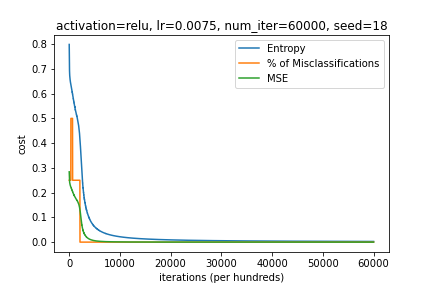 activation=relu, lr=0.0075, num_iter=60000, seed=18
Entropy
% of Misclassifications
MSE
cost
0.8
0.7
0.6
0.5
0.4
0.3
0.2
0.1
0.0
0 10000 20000 30000 40000 50000 60000
iterations (per hundreds)